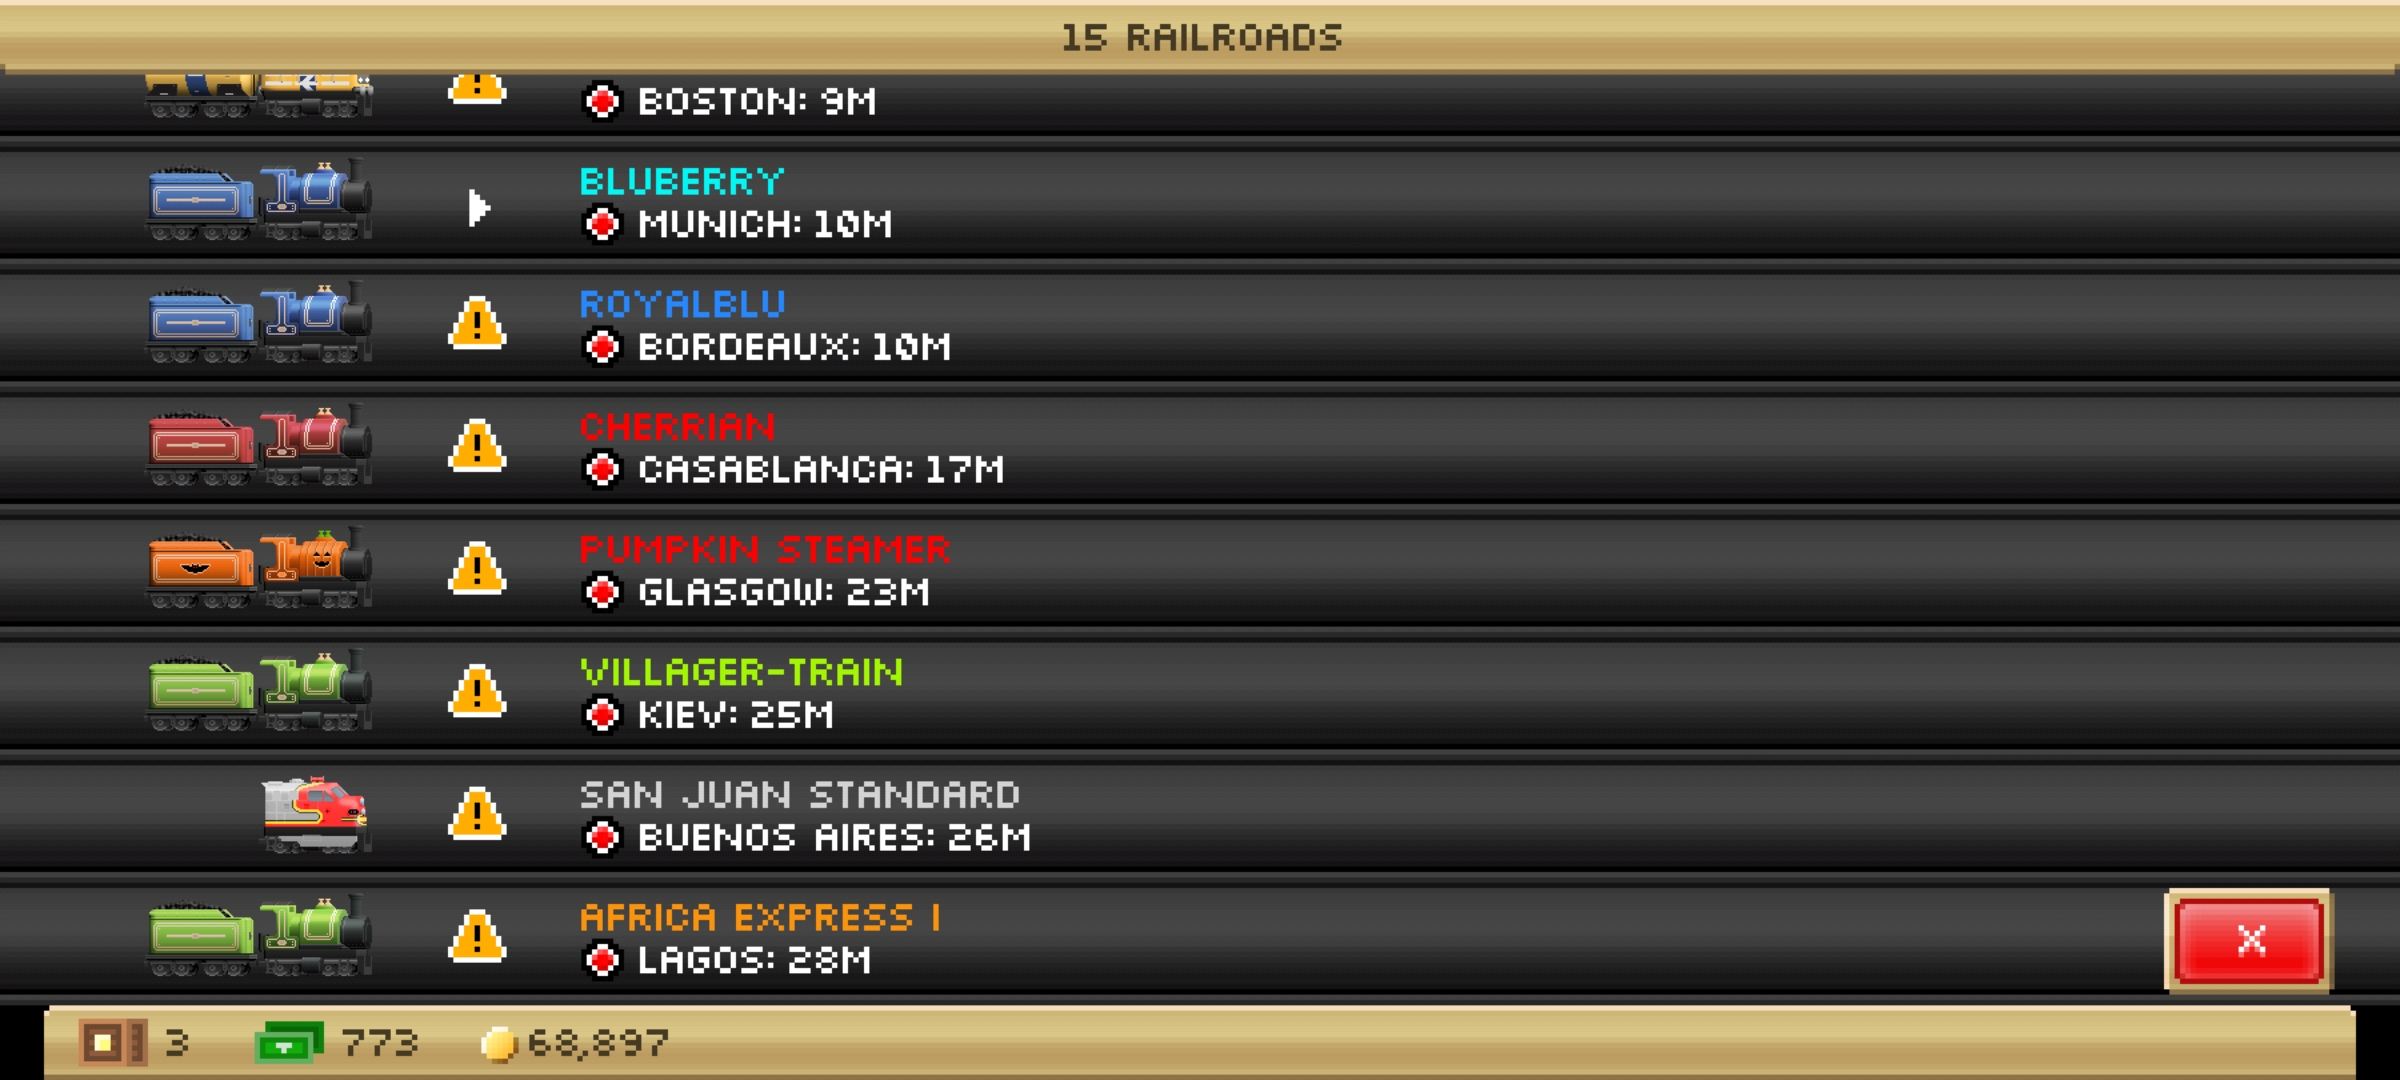 15 RAILROADS
BOSTON: 9M
BLUBERRY
MUNICH: 10M
ROYALBLU
BORDEAUX: 10M
CHERRIAN
CASABLANCA: 17M
PUMPKIN STEAMER
GLASGOW: 23M
VILLAGER-TRAIN
KIEV: 25M
SAN JUAN STANDARD
BUENOS AIRES: 26M
AFRICA EXPRESS I
LAGOS: 28M
X
3 773 68,897